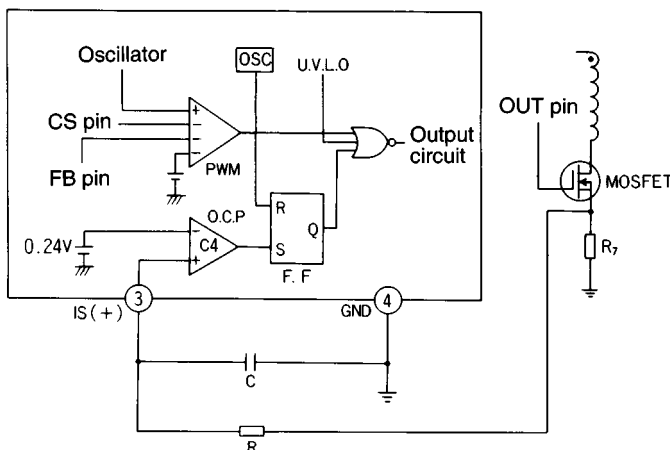 Oscillator
OSC
U.V.L.O
CS pin
OUT pin
+
−
−
−
Output
circuit
FB pin
PWM
MOSFET
O.C.P
R
Q
0.24V
−
C4
+
S
R7
F.F
IS(+)
3
GND
4
C
R